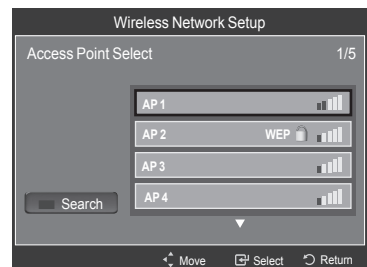 Wireless Network Setup
Access Point Select 1/5
AP 1
AP 2 WEP
AP 3
AP 4
Search
Move Select Return